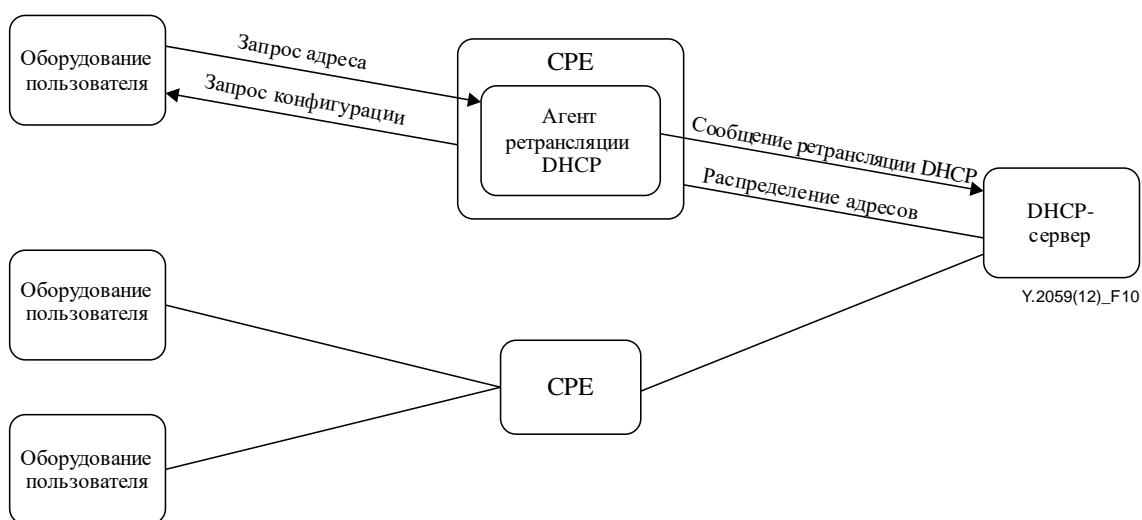 Оборудование
пользователя
Запрос адреса
Запрос конфигурации
CPE
Агент
ретрансляции
DHCP
Сообщение ретрансляции DHCP
Распределение адресов
DHCP-
сервер
Y.2059(12)_F10
Оборудование
пользователя
CPE
Оборудование
пользователя